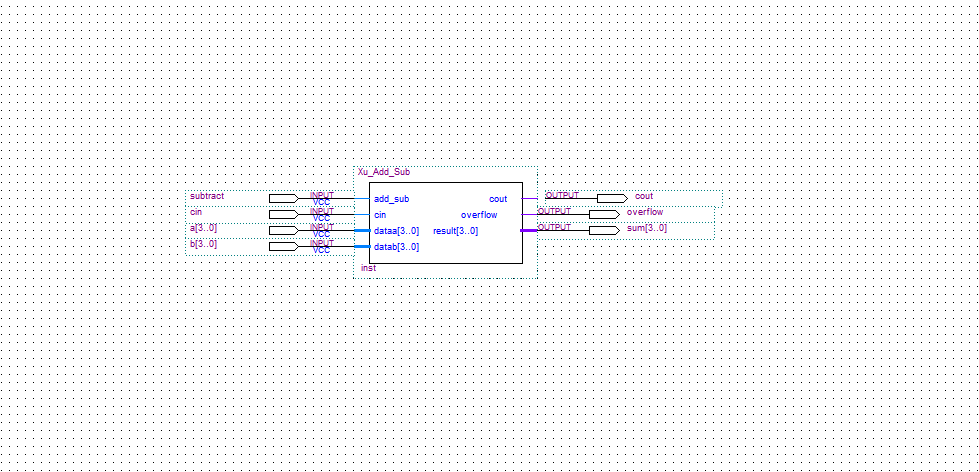 Xu_Add_Sub
subtract INPUT VCC add_sub cout OUTPUT cout
cin INPUT VCC cin overflow OUTPUT overflow
a[3..0] INPUT VCC dataa[3..0] result[3..0] OUTPUT sum[3..0]
b[3..0] INPUT VCC datab[3..0]
inst